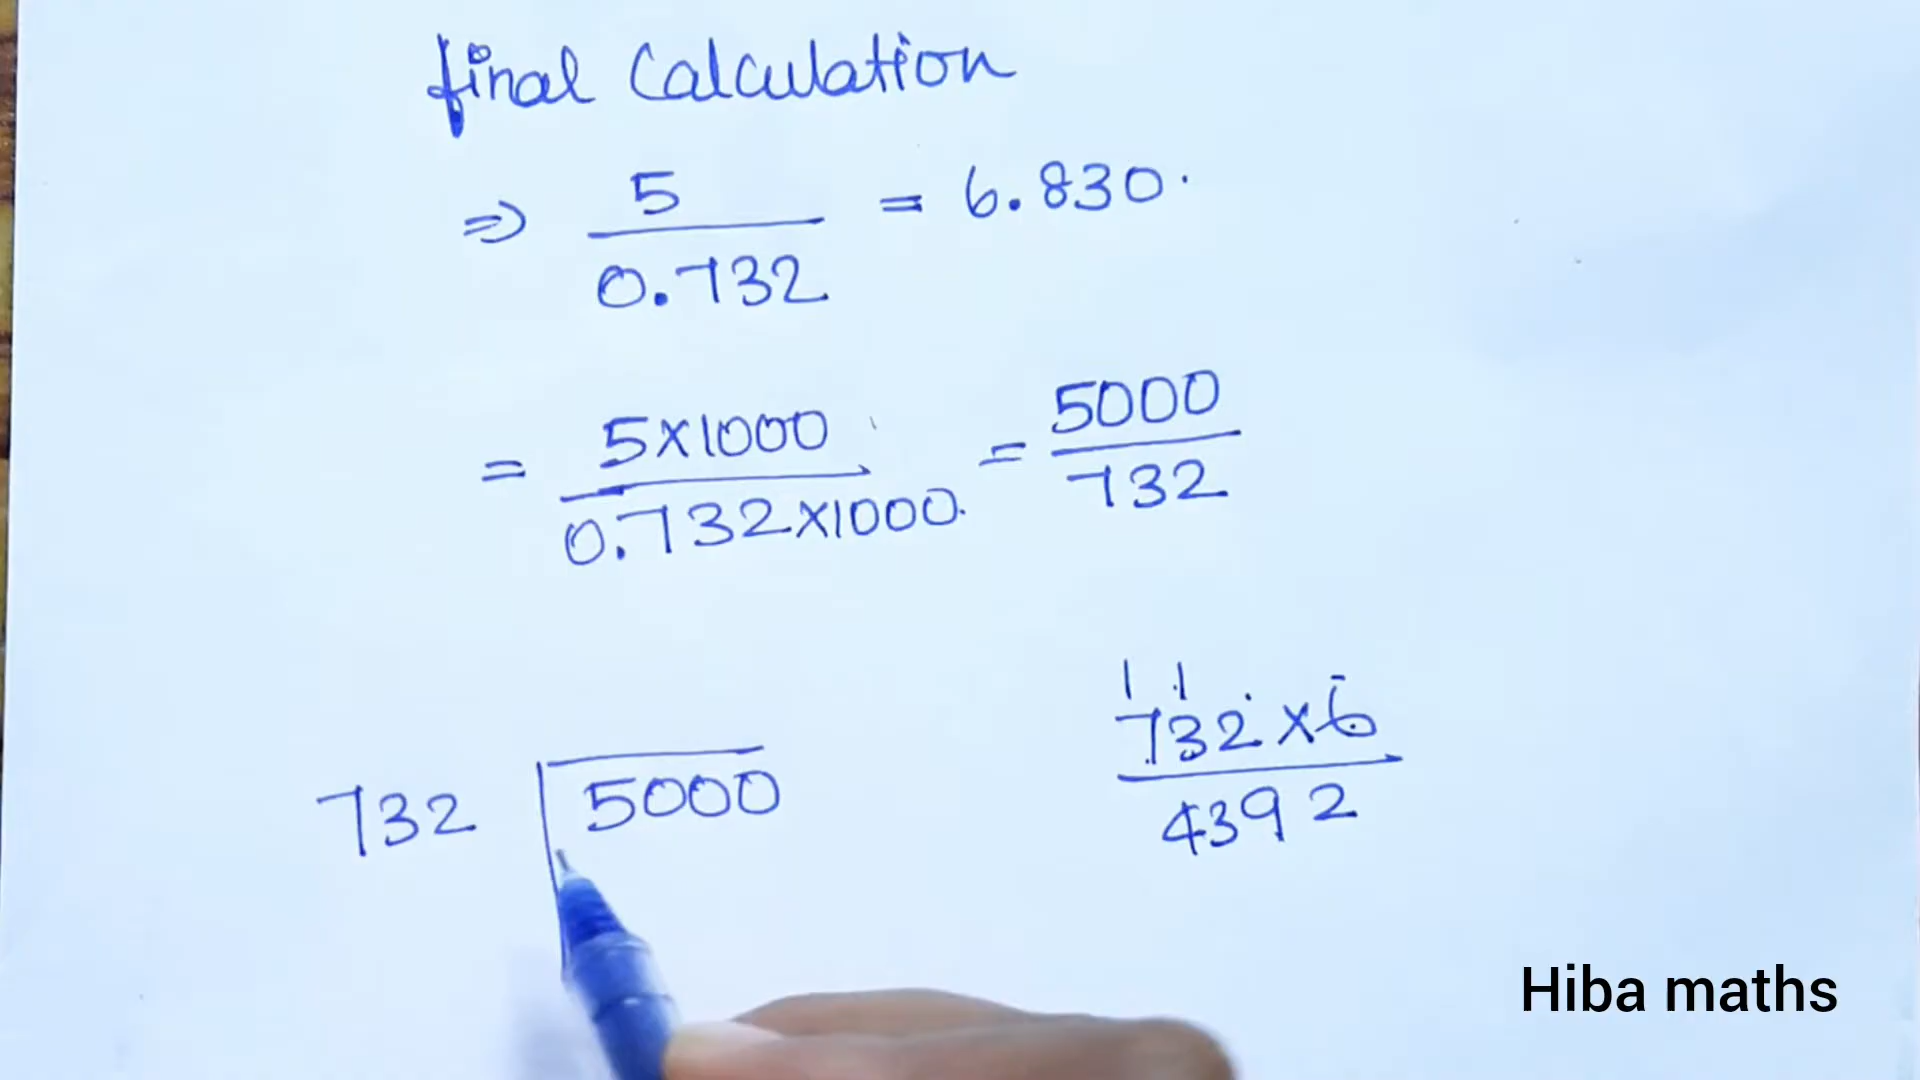 final Calculation
⇒ 5 / 0.732 = 6.830.
= 5×1000 / 0.732×1000 = 5000 / 732
1 1
732×6
4392
732 5000
Hiba maths